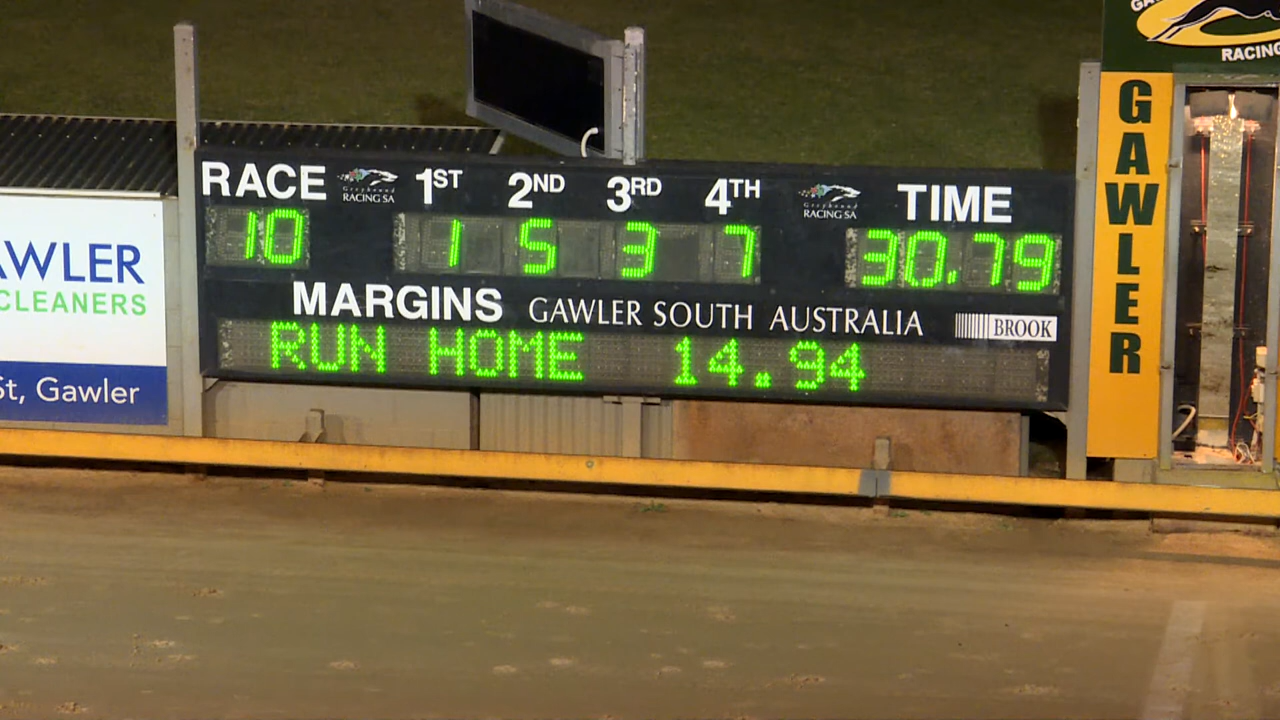 RACING
GAWLER
RACE Greyhound RACING SA 1ST 2ND 3RD 4TH Greyhound RACING SA TIME
10 1 5 3 7 30.79
MARGINS GAWLER SOUTH AUSTRALIA BROOK
RUN HOME 14.94
AWLER
CLEANERS
St, Gawler